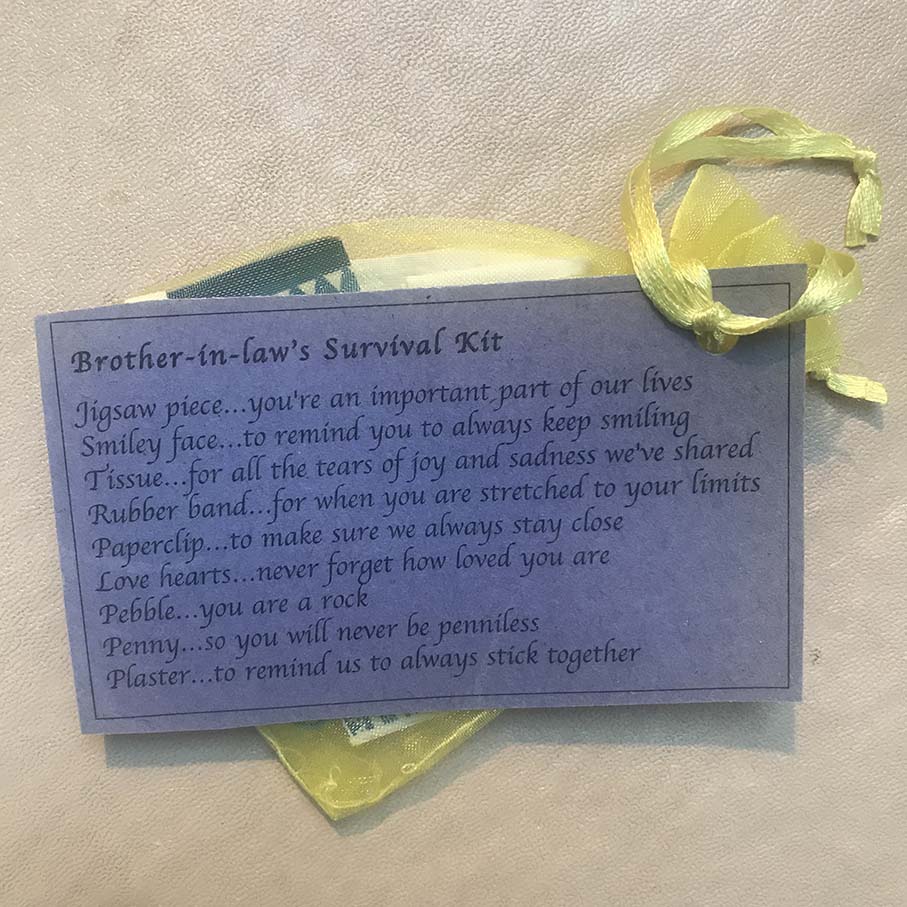 Brother-in-law's Survival Kit
Jigsaw piece...you're an important part of our lives
Smiley face...to remind you to always keep smiling
Tissue...for all the tears of joy and sadness we've shared
Rubber band...for when you are stretched to your limits
Paperclip...to make sure we always stay close
Love hearts...never forget how loved you are
Pebble...you are a rock
Penny...so you will never be penniless
Plaster...to remind us to always stick together